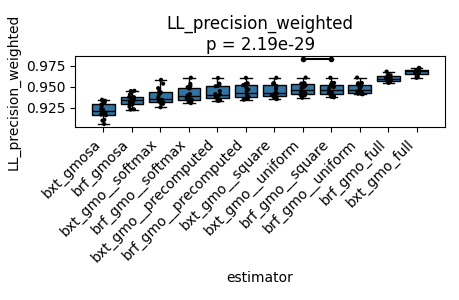 LL_precision_weighted
p = 2.19e-29
LL_precision_weighted
0.975
0.950
0.925
bxt_gmosa
brf_gmosa
bxt_gmo__softmax
brf_gmo__softmax
bxt_gmo__precomputed
brf_gmo__precomputed
bxt_gmo__square
bxt_gmo__uniform
brf_gmo__square
brf_gmo__uniform
brf_gmo_full
bxt_gmo_full
estimator